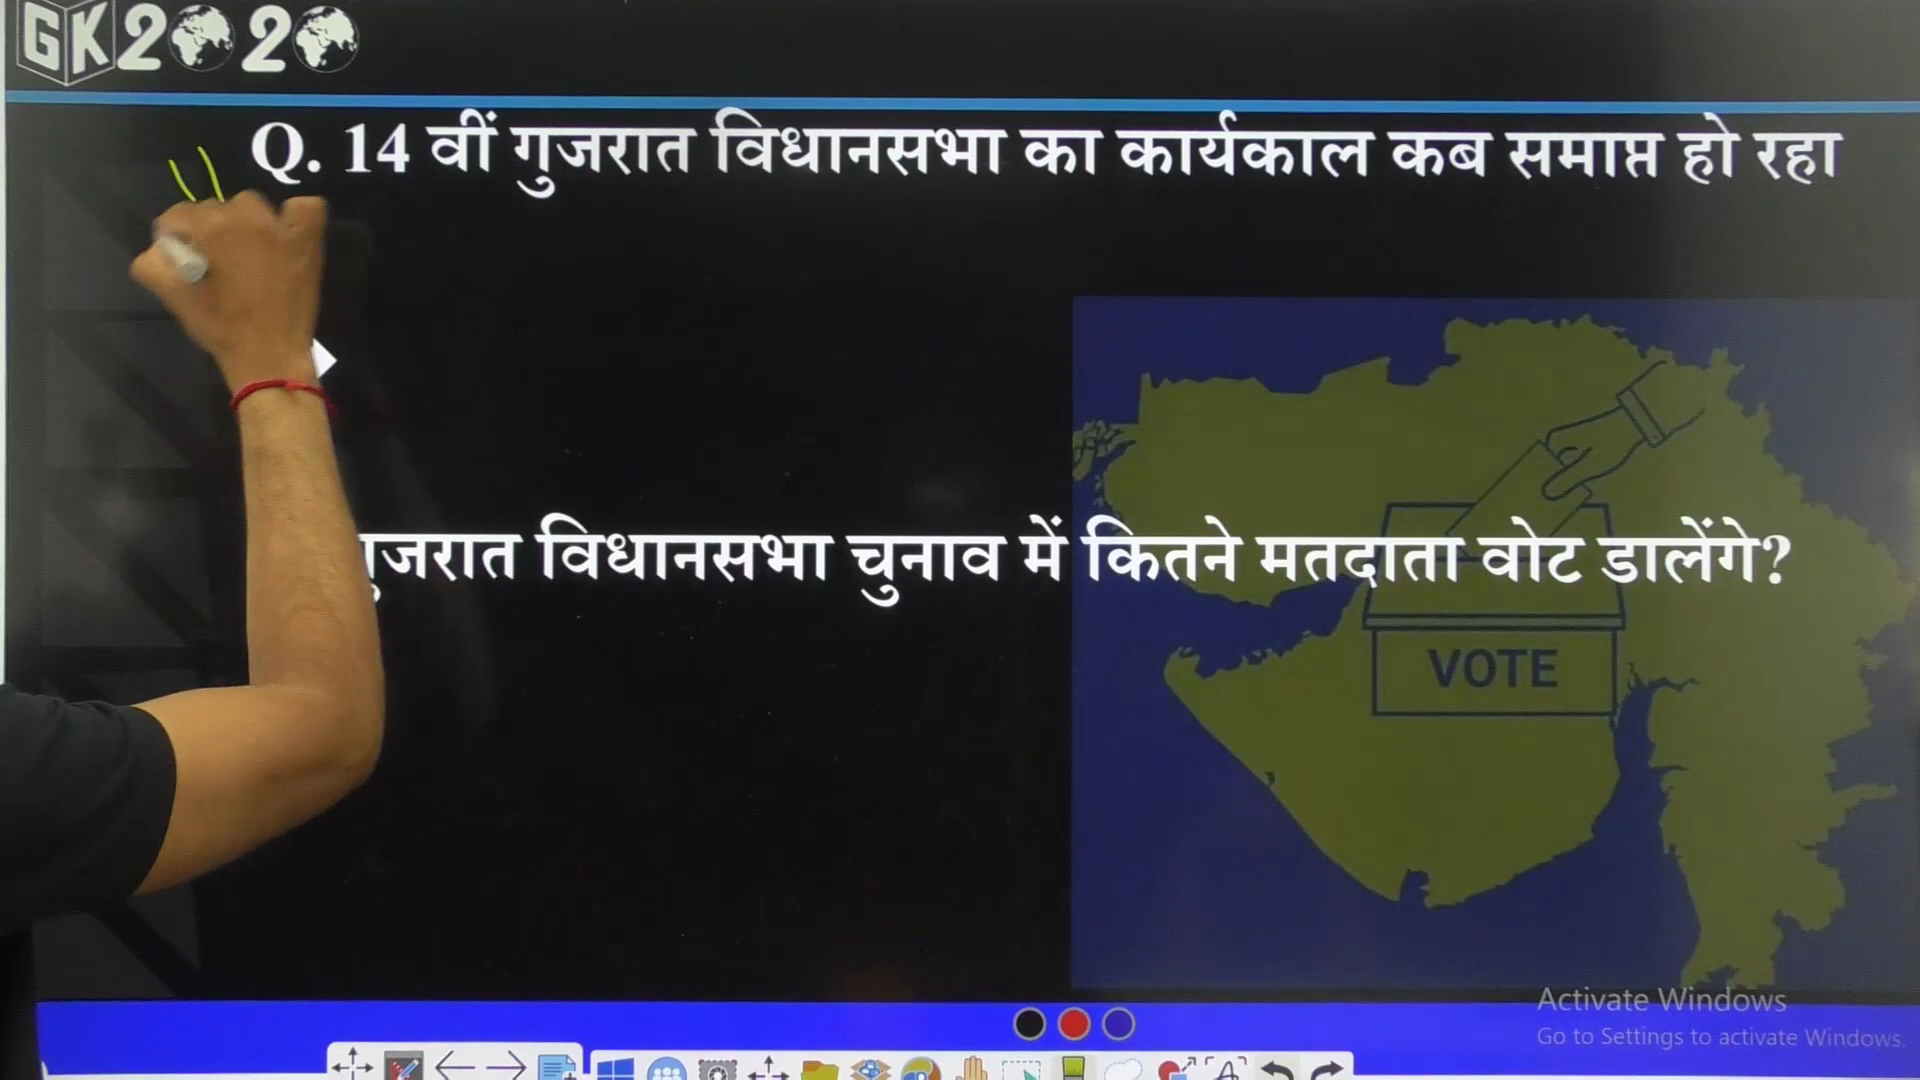 GK2020
Q. 14 वीं गुजरात विधानसभा का कार्यकाल कब समाप्त हो रहा
गुजरात विधानसभा चुनाव में कितने मतदाता वोट डालेंगे?
VOTE
Activate Windows
Go to Settings to activate Windows.